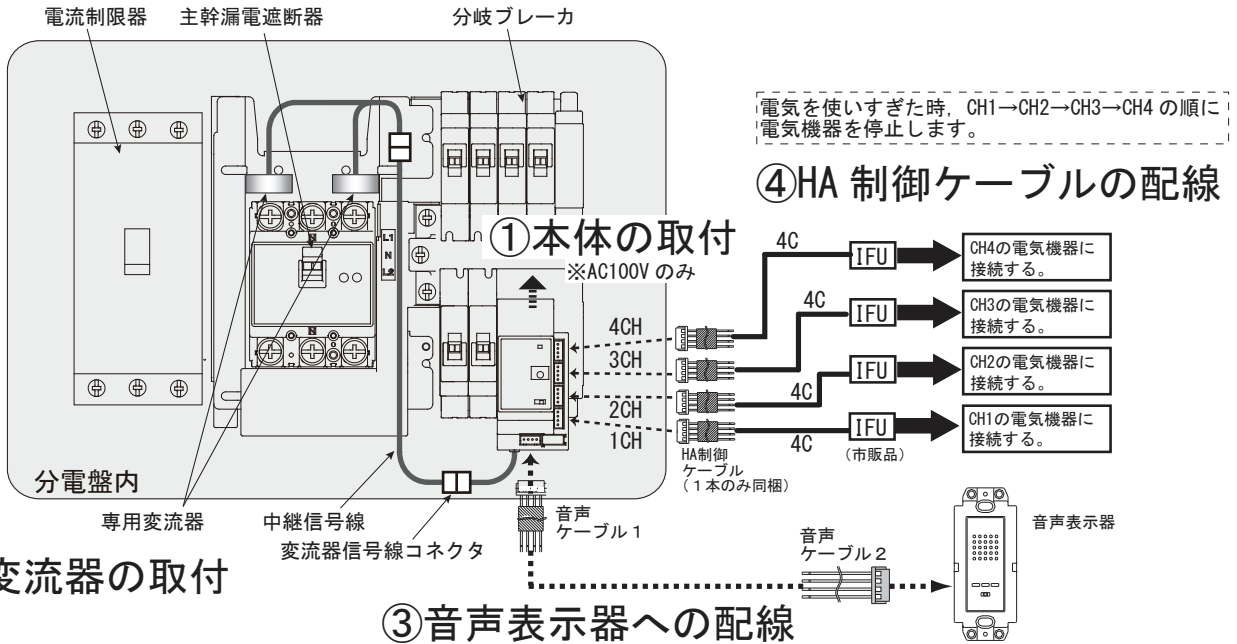 電流制限器
主幹漏電遮断器
分岐ブレーカ
電気を使いすぎた時，CH1→CH2→CH3→CH4 の順に
電気機器を停止します。
④HA 制御ケーブルの配線
①本体の取付
※AC100V のみ
L1
N
L2
N
N
4CH
3CH
2CH
1CH
4C
IFU
CH4の電気機器に
接続する。
4C
IFU
CH3の電気機器に
接続する。
4C
IFU
CH2の電気機器に
接続する。
4C
IFU
(市販品)
CH1の電気機器に
接続する。
HA制御
ケーブル
(1本のみ同梱)
分電盤内
専用変流器
中継信号線
変流器信号線コネクタ
音声
ケーブル1
音声
ケーブル2
音声表示器
変流器の取付
③音声表示器への配線